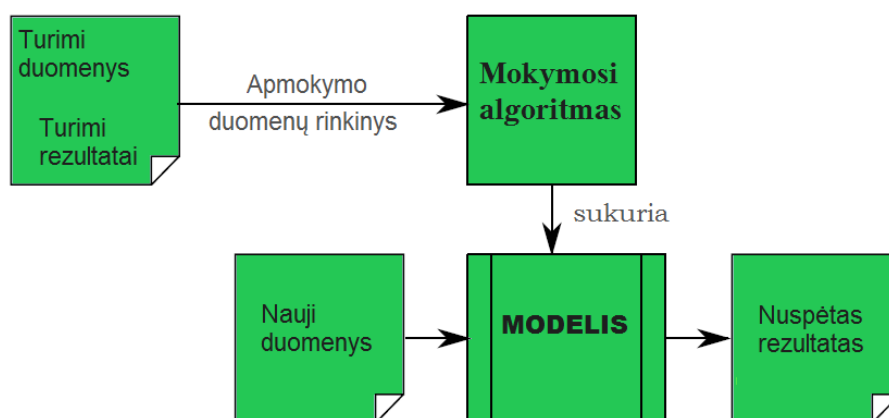 Turimi
duomenys
Turimi
rezultatai
Apmokymo
duomenų rinkinys
Mokymosi
algoritmas
sukuria
Nauji
duomenys
MODELIS
Nuspėtas
rezultatas